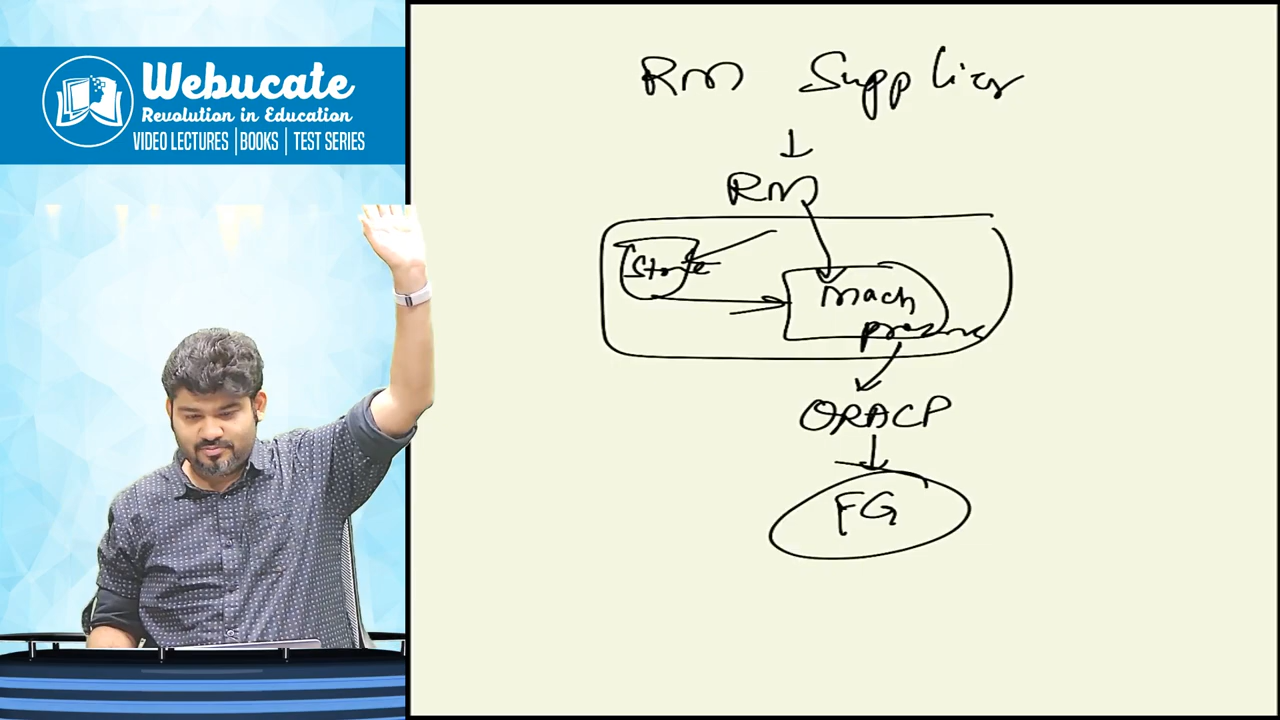 Webucate
Revolution in Education
VIDEO LECTURES | BOOKS | TEST SERIES
RM Supplier
RM
Store
Mach
ORACP
FG